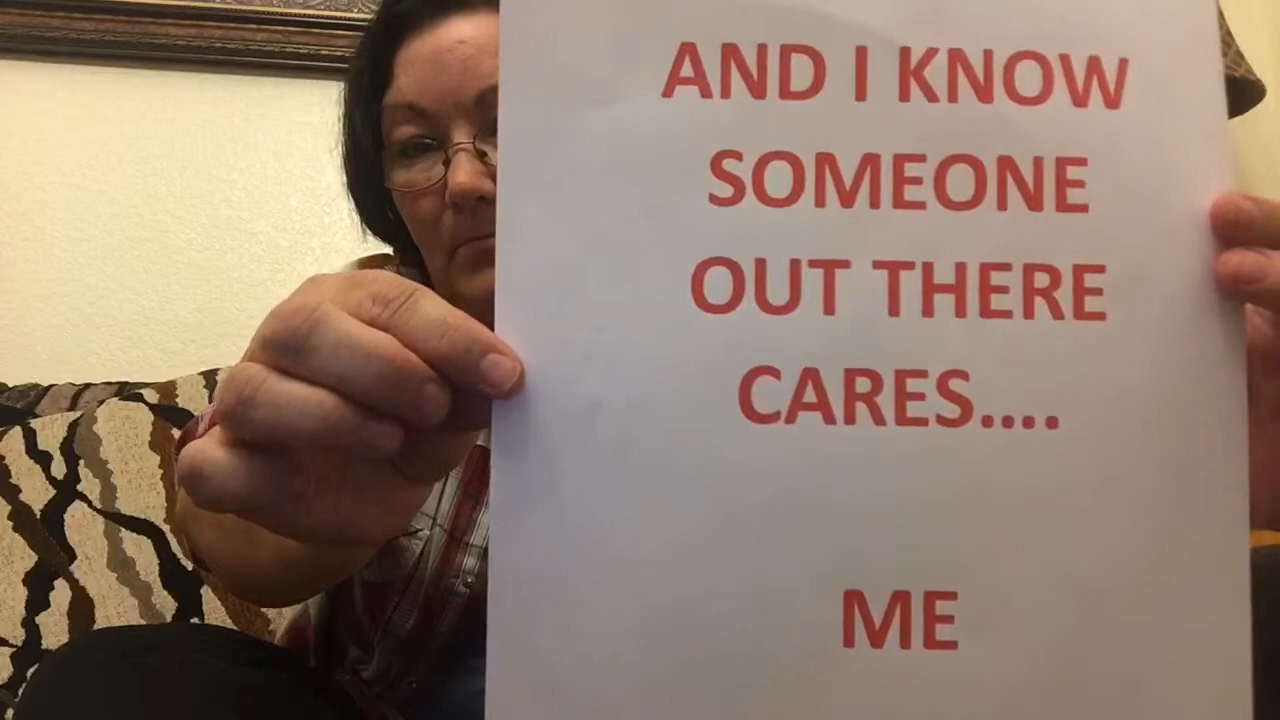 AND I KNOW
SOMEONE
OUT THERE
CARES....
ME